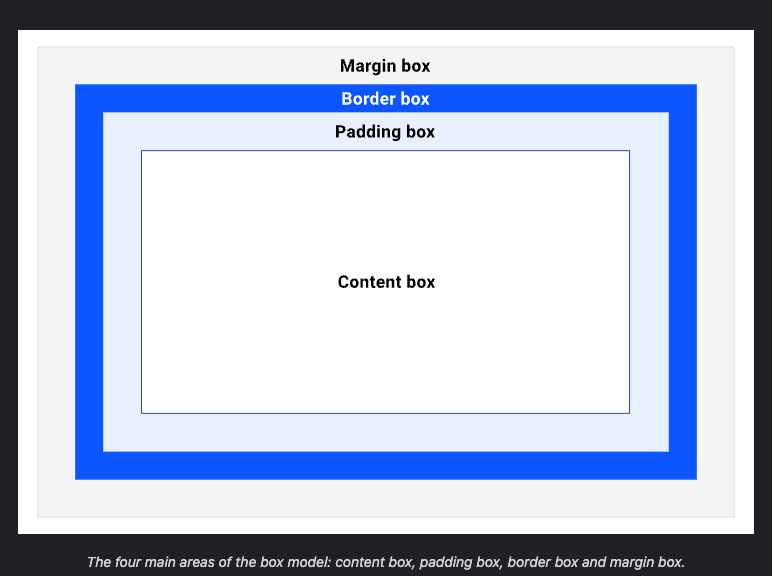 Margin box
Border box
Padding box
Content box
The four main areas of the box model: content box, padding box, border box and margin box.